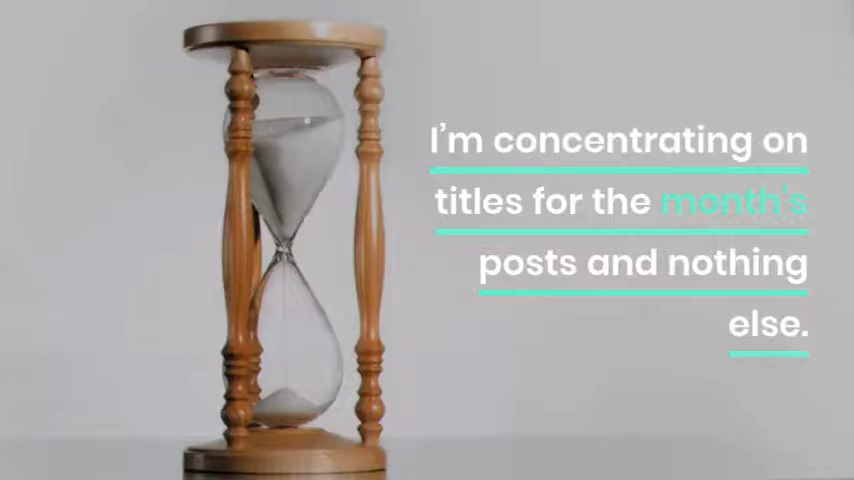 I'm concentrating on
titles for the month's
posts and nothing
else.